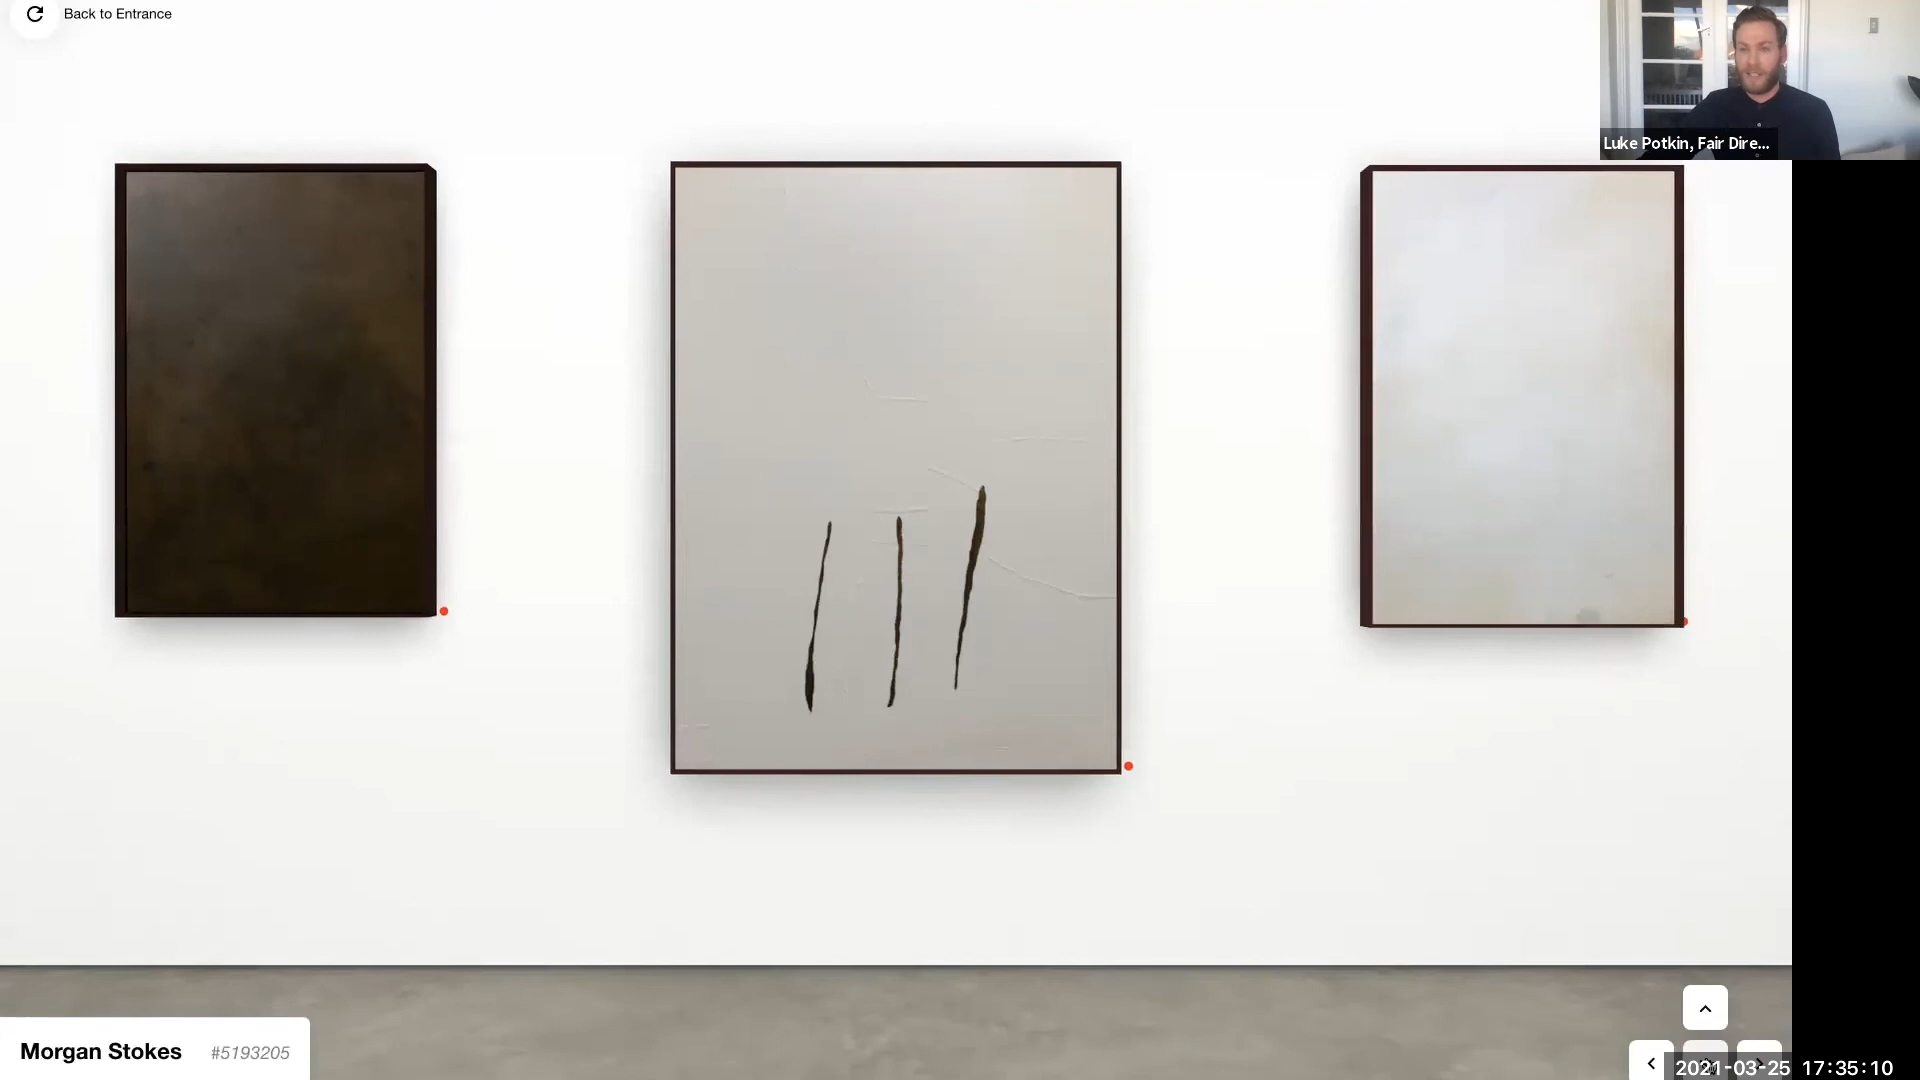 Back to Entrance
Luke Potkin, Fair Dire...
Morgan Stokes #5193205
2021-03-25 17:35:10